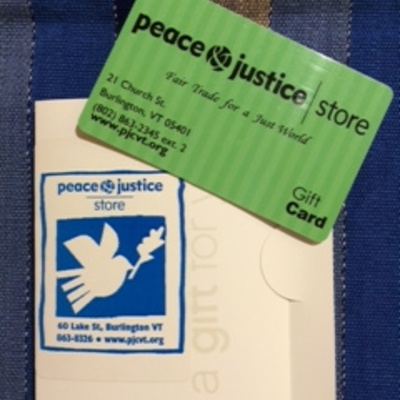 peace & justice store
Fair Trade for a Just World
21 Church St.
Burlington, VT 05401
(802) 863-2345 ext. 2
www.pjcvt.org
Gift
Card
peace & justice
store
60 Lake St, Burlington VT
863-8326 • www.pjcvt.org
a gift for